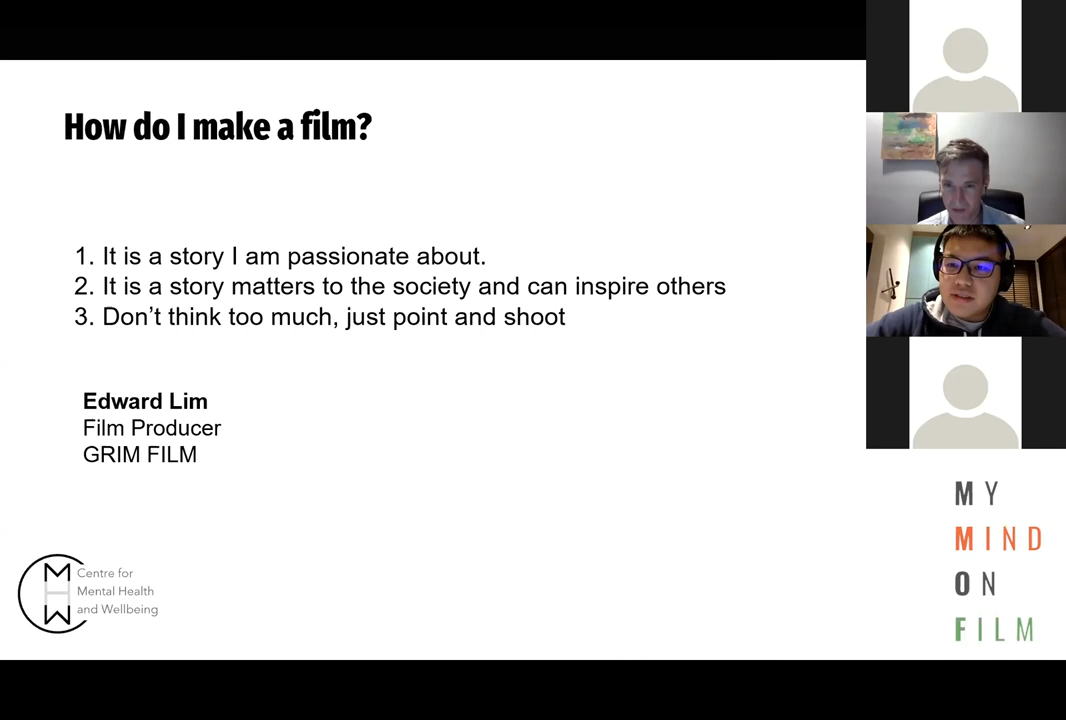 How do I make a film?
1. It is a story I am passionate about.
2. It is a story matters to the society and can inspire others
3. Don’t think too much, just point and shoot
Edward Lim
Film Producer
GRIM FILM
MHW
Centre for
Mental Health
and Wellbeing
MY
MIND
ON
FILM